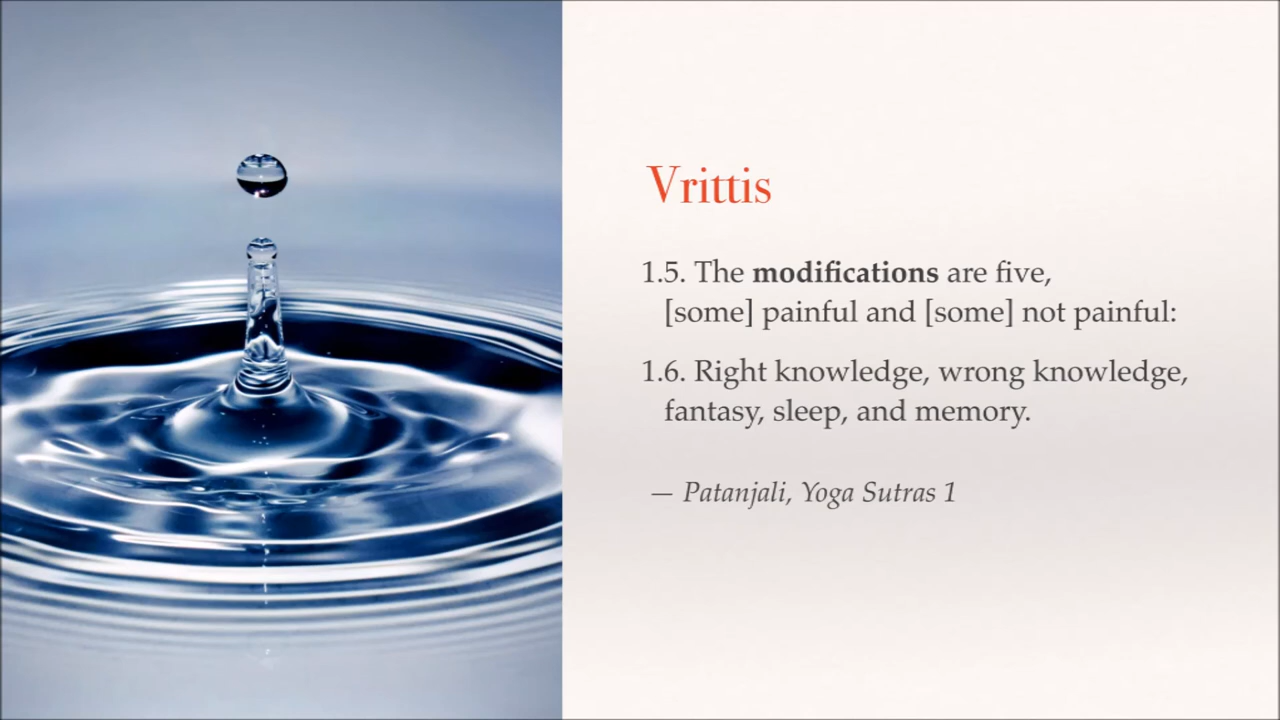 Vrittis
1.5. The modifications are five,
[some] painful and [some] not painful:
1.6. Right knowledge, wrong knowledge,
fantasy, sleep, and memory.
— Patanjali, Yoga Sutras 1